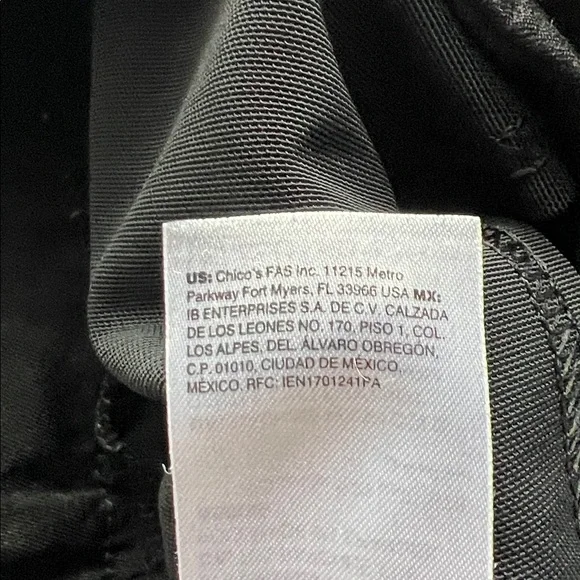 US: Chico's FAS Inc. 11215 Metro
Parkway Fort Myers, FL 33966 USA MX:
IB ENTERPRISES S.A. DE C.V. CALZADA
DE LOS LEONES NO. 170, PISO 1, COL.
LOS ALPES, DEL. ÁLVARO OBREGÓN,
C.P. 01010, CIUDAD DE MÉXICO,
MÉXICO. RFC: IEN1701241PA